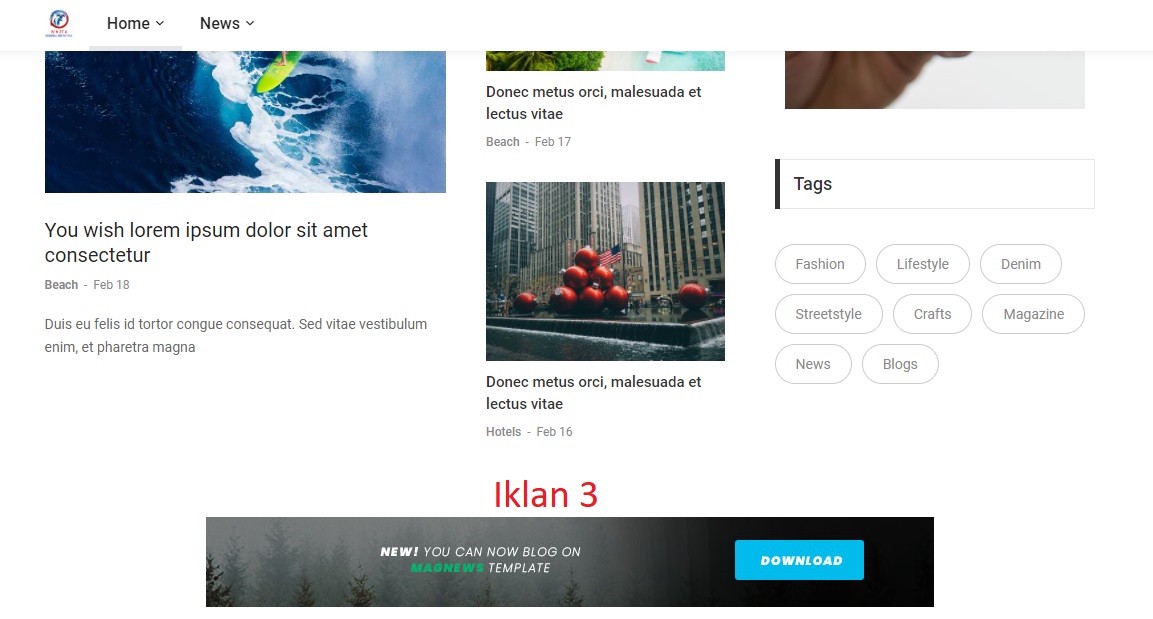 Home
News
You wish lorem ipsum dolor sit amet
consectetur
Beach - Feb 18
Duis eu felis id tortor congue consequat. Sed vitae vestibulum
enim, et pharetra magna
Donec metus orci, malesuada et
lectus vitae
Beach - Feb 17
Donec metus orci, malesuada et
lectus vitae
Hotels - Feb 16
Tags
Fashion
Lifestyle
Denim
Streetstyle
Crafts
Magazine
News
Blogs
Iklan 3
NEW! YOU CAN NOW BLOG ON
MAGNEWS TEMPLATE
DOWNLOAD